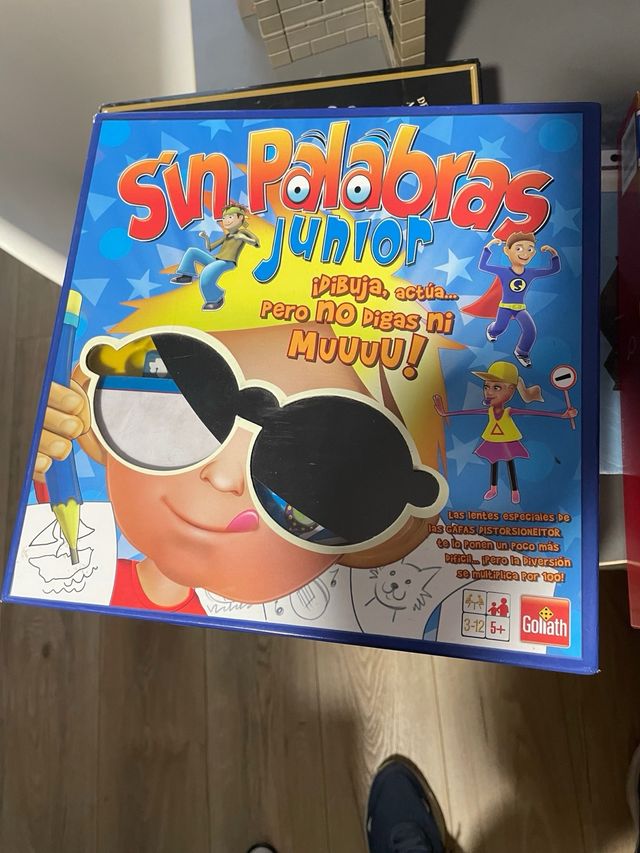 Sin Palabras
junior
¡Dibuja, actúa...
Pero NO Digas ni
MUUUU!
Las lentes especiales de
las GAFAS DISTORSIONEITOR
te lo ponen un poco más
difícil... ¡Pero la diversión
se multiplica por 100!
3-12 5+
Goliath